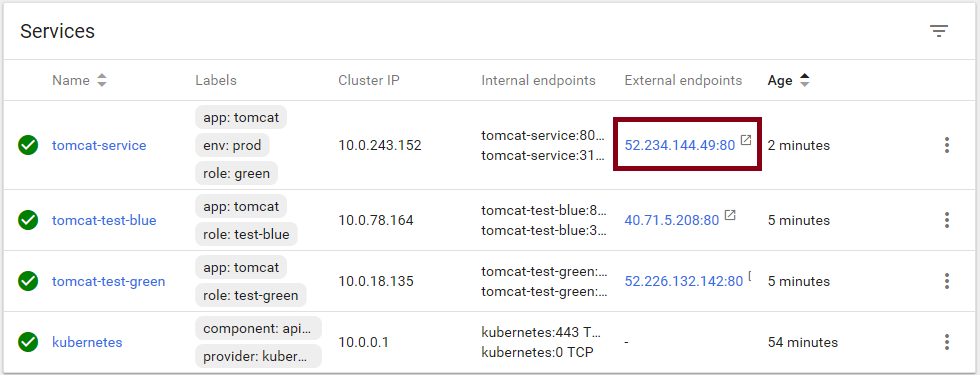 Services
Name Labels Cluster IP Internal endpoints External endpoints Age
app: tomcat
tomcat-service env: prod 10.0.243.152 tomcat-service:80… 52.234.144.49:80 2 minutes
tomcat-service:31…
role: green
app: tomcat
tomcat-test-blue 10.0.78.164 tomcat-test-blue:8… 40.71.5.208:80 5 minutes
role: test-blue tomcat-test-blue:3…
app: tomcat
tomcat-test-green 10.0.18.135 tomcat-test-green:… 52.226.132.142:80 5 minutes
role: test-green tomcat-test-green:…
component: api…
kubernetes 10.0.0.1 kubernetes:443 T… - 54 minutes
provider: kuber… kubernetes:0 TCP